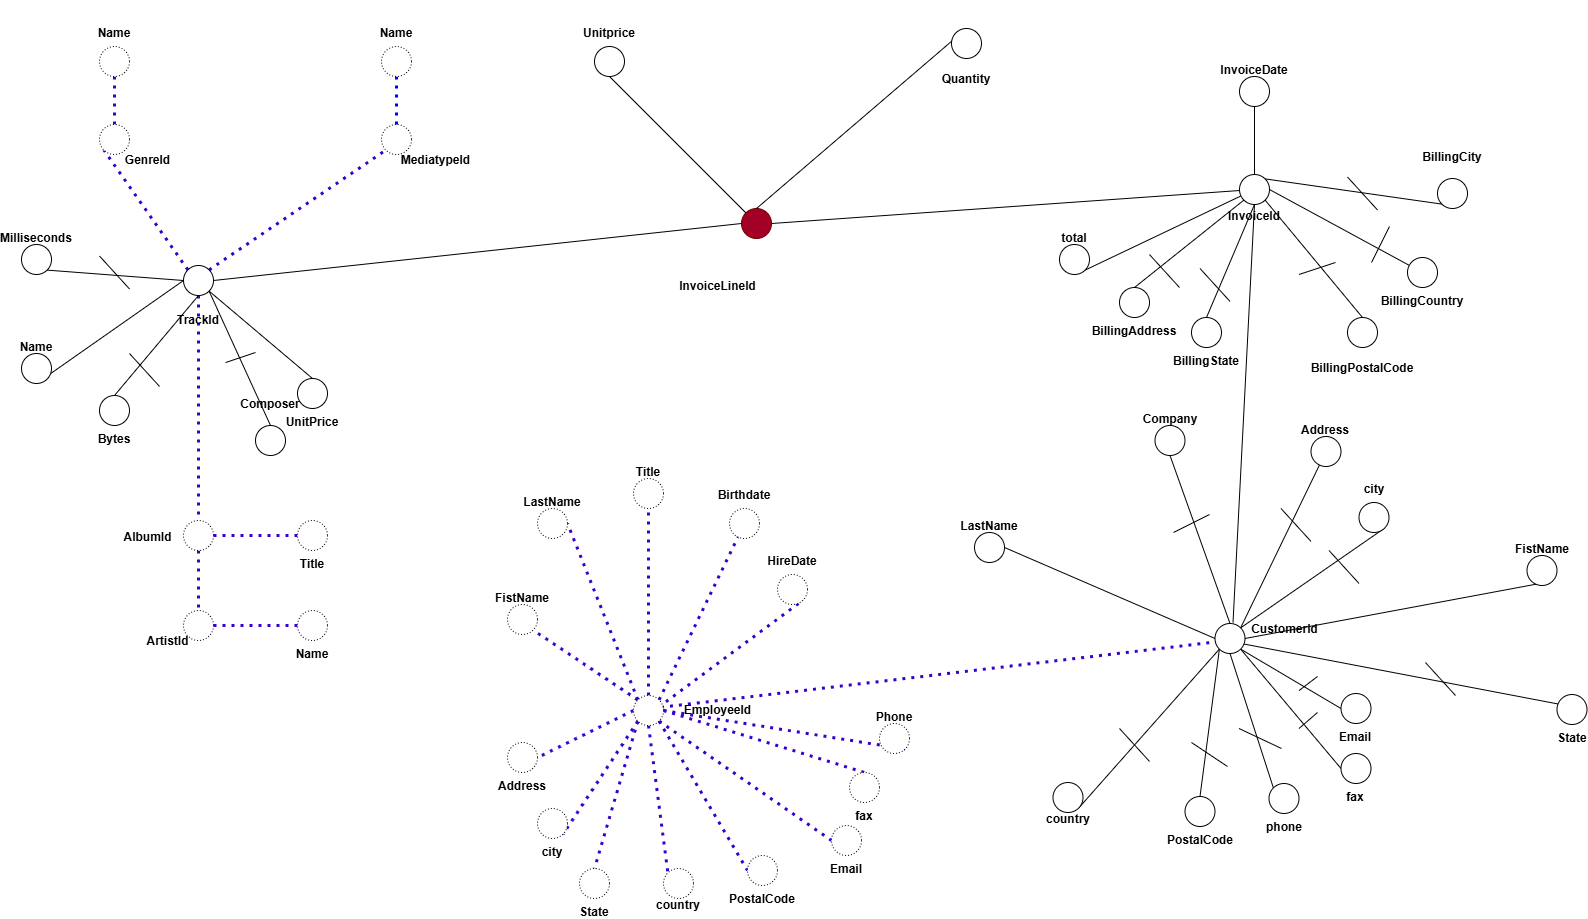 Name
Name
Unitprice
Quantity
InvoiceDate
BillingCity
GenreId
MediatypeId
InvoiceId
Milliseconds
total
InvoiceLineId
BillingCountry
TrackId
BillingAddress
Name
BillingState
BillingPostalCode
Composer
UnitPrice
Bytes
Company
Address
Title
LastName
Birthdate
city
LastName
AlbumId
Title
HireDate
FistName
FistName
CustomerId
ArtistId
Name
EmployeeId
Phone
Email
State
Address
fax
fax
country
phone
PostalCode
city
Email
PostalCode
country
State